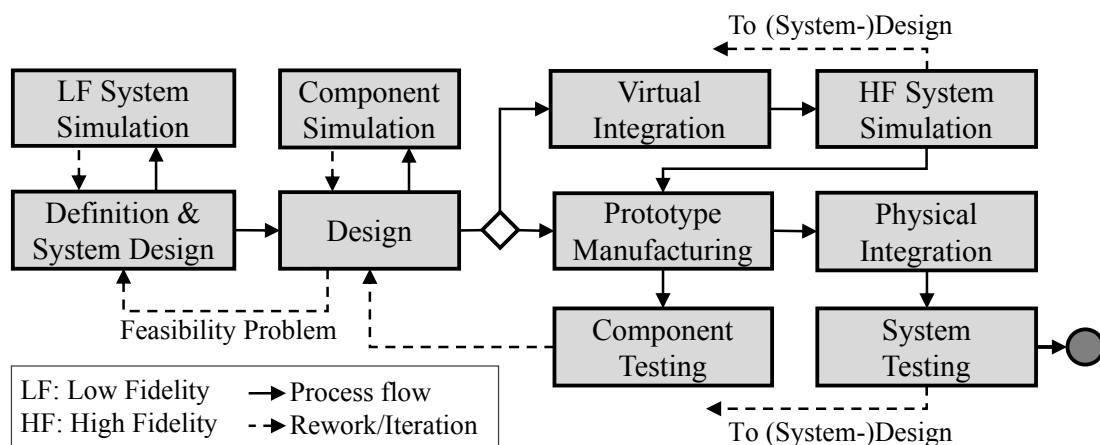 To (System-)Design
LF System
Simulation
Component
Simulation
Virtual
Integration
HF System
Simulation
Definition &
System Design
Design
Prototype
Manufacturing
Physical
Integration
Feasibility Problem
Component
Testing
System
Testing
LF: Low Fidelity
Process flow
HF: High Fidelity
Rework/Iteration
To (System-)Design